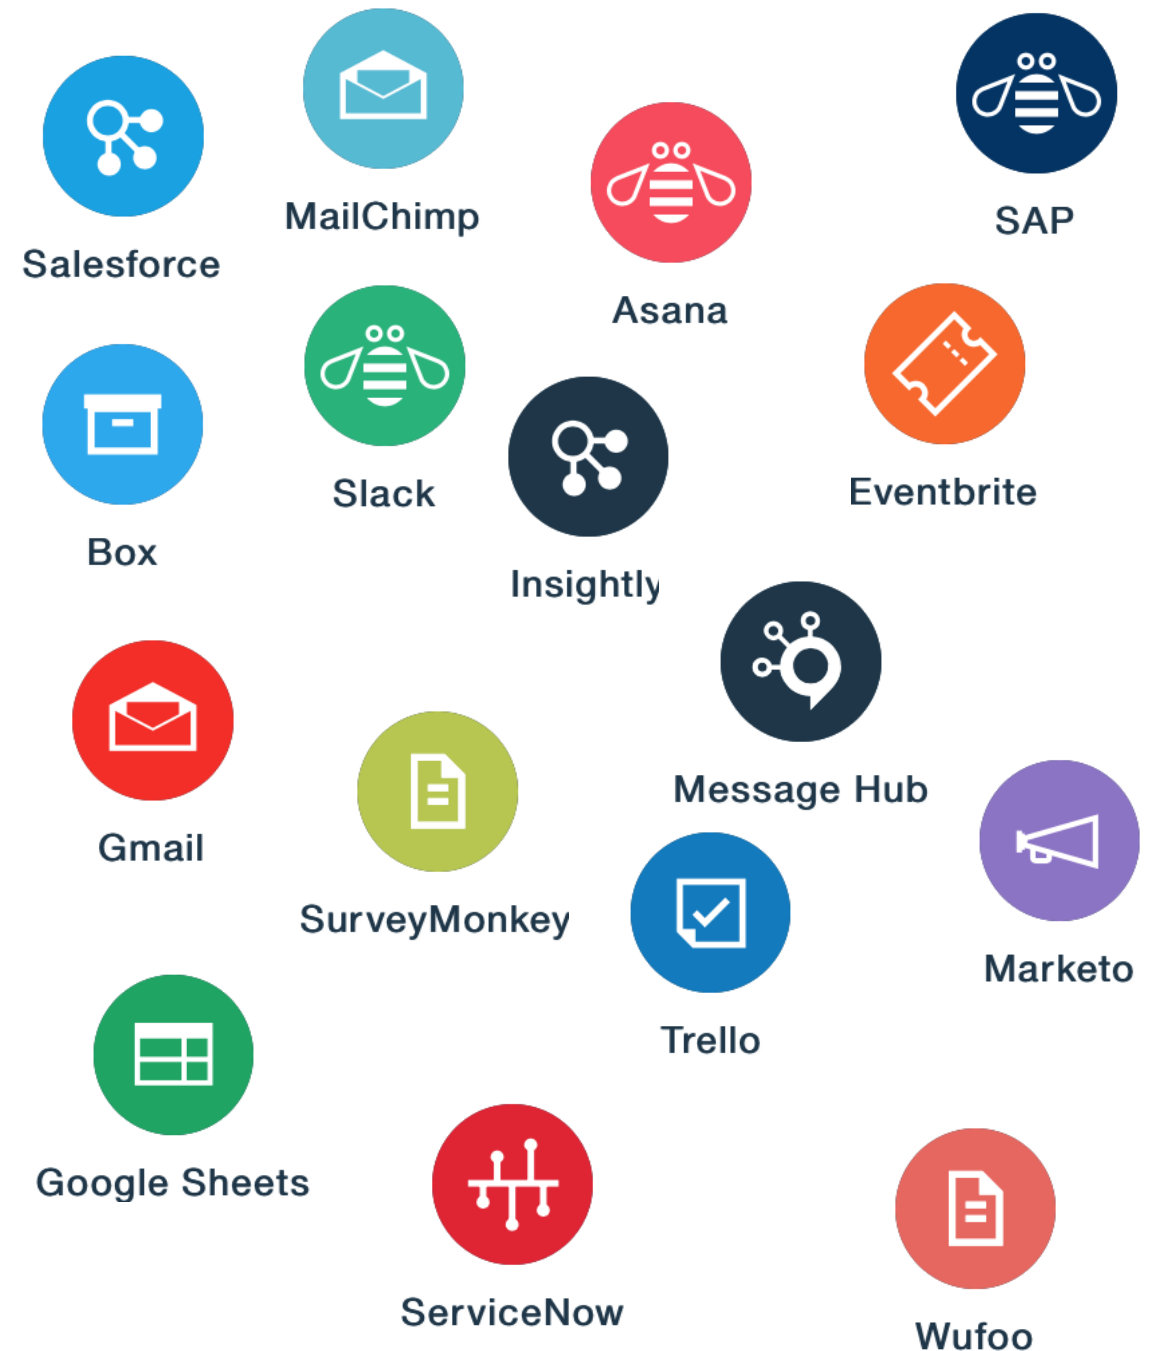 MailChimp
SAP
Salesforce
Asana
Slack
Eventbrite
Box
Insightly
Message Hub
Gmail
SurveyMonkey
Marketo
Trello
Google Sheets
ServiceNow
Wufoo